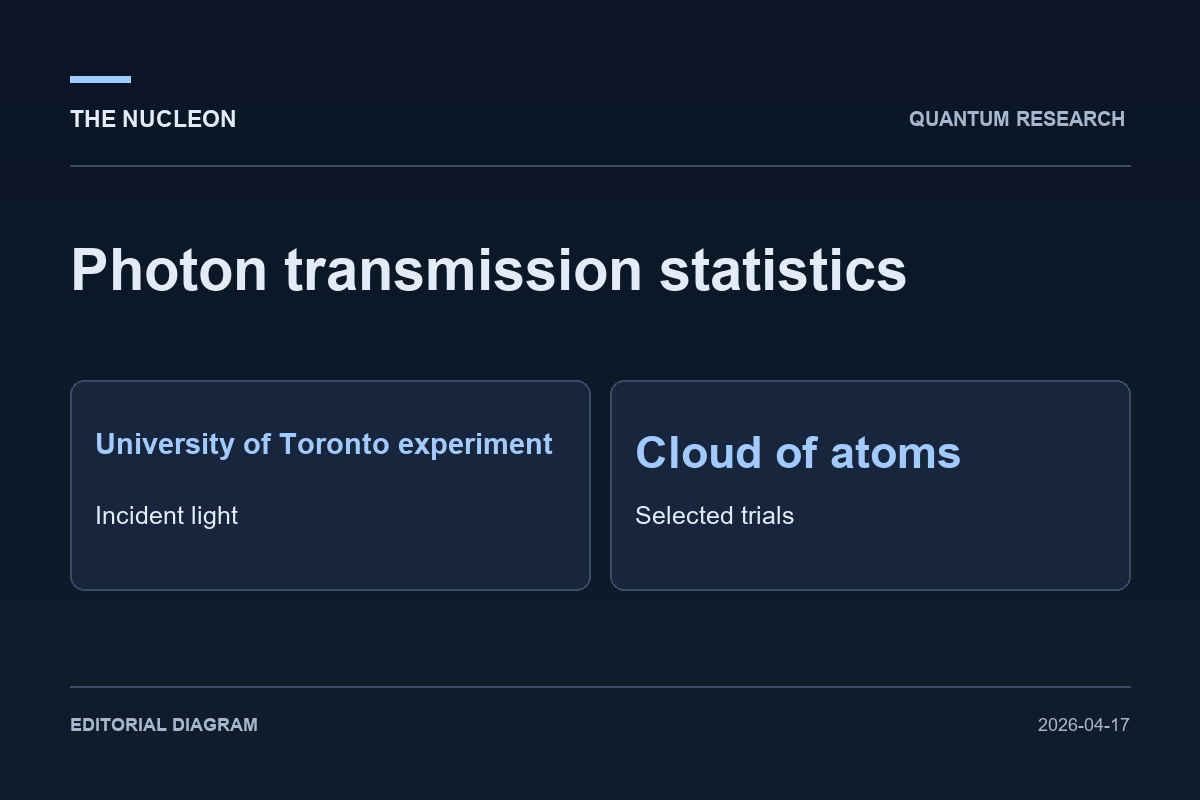 THE NUCLEON
QUANTUM RESEARCH
Photon transmission statistics
University of Toronto experiment
Incident light
Cloud of atoms
Selected trials
EDITORIAL DIAGRAM
2026-04-17